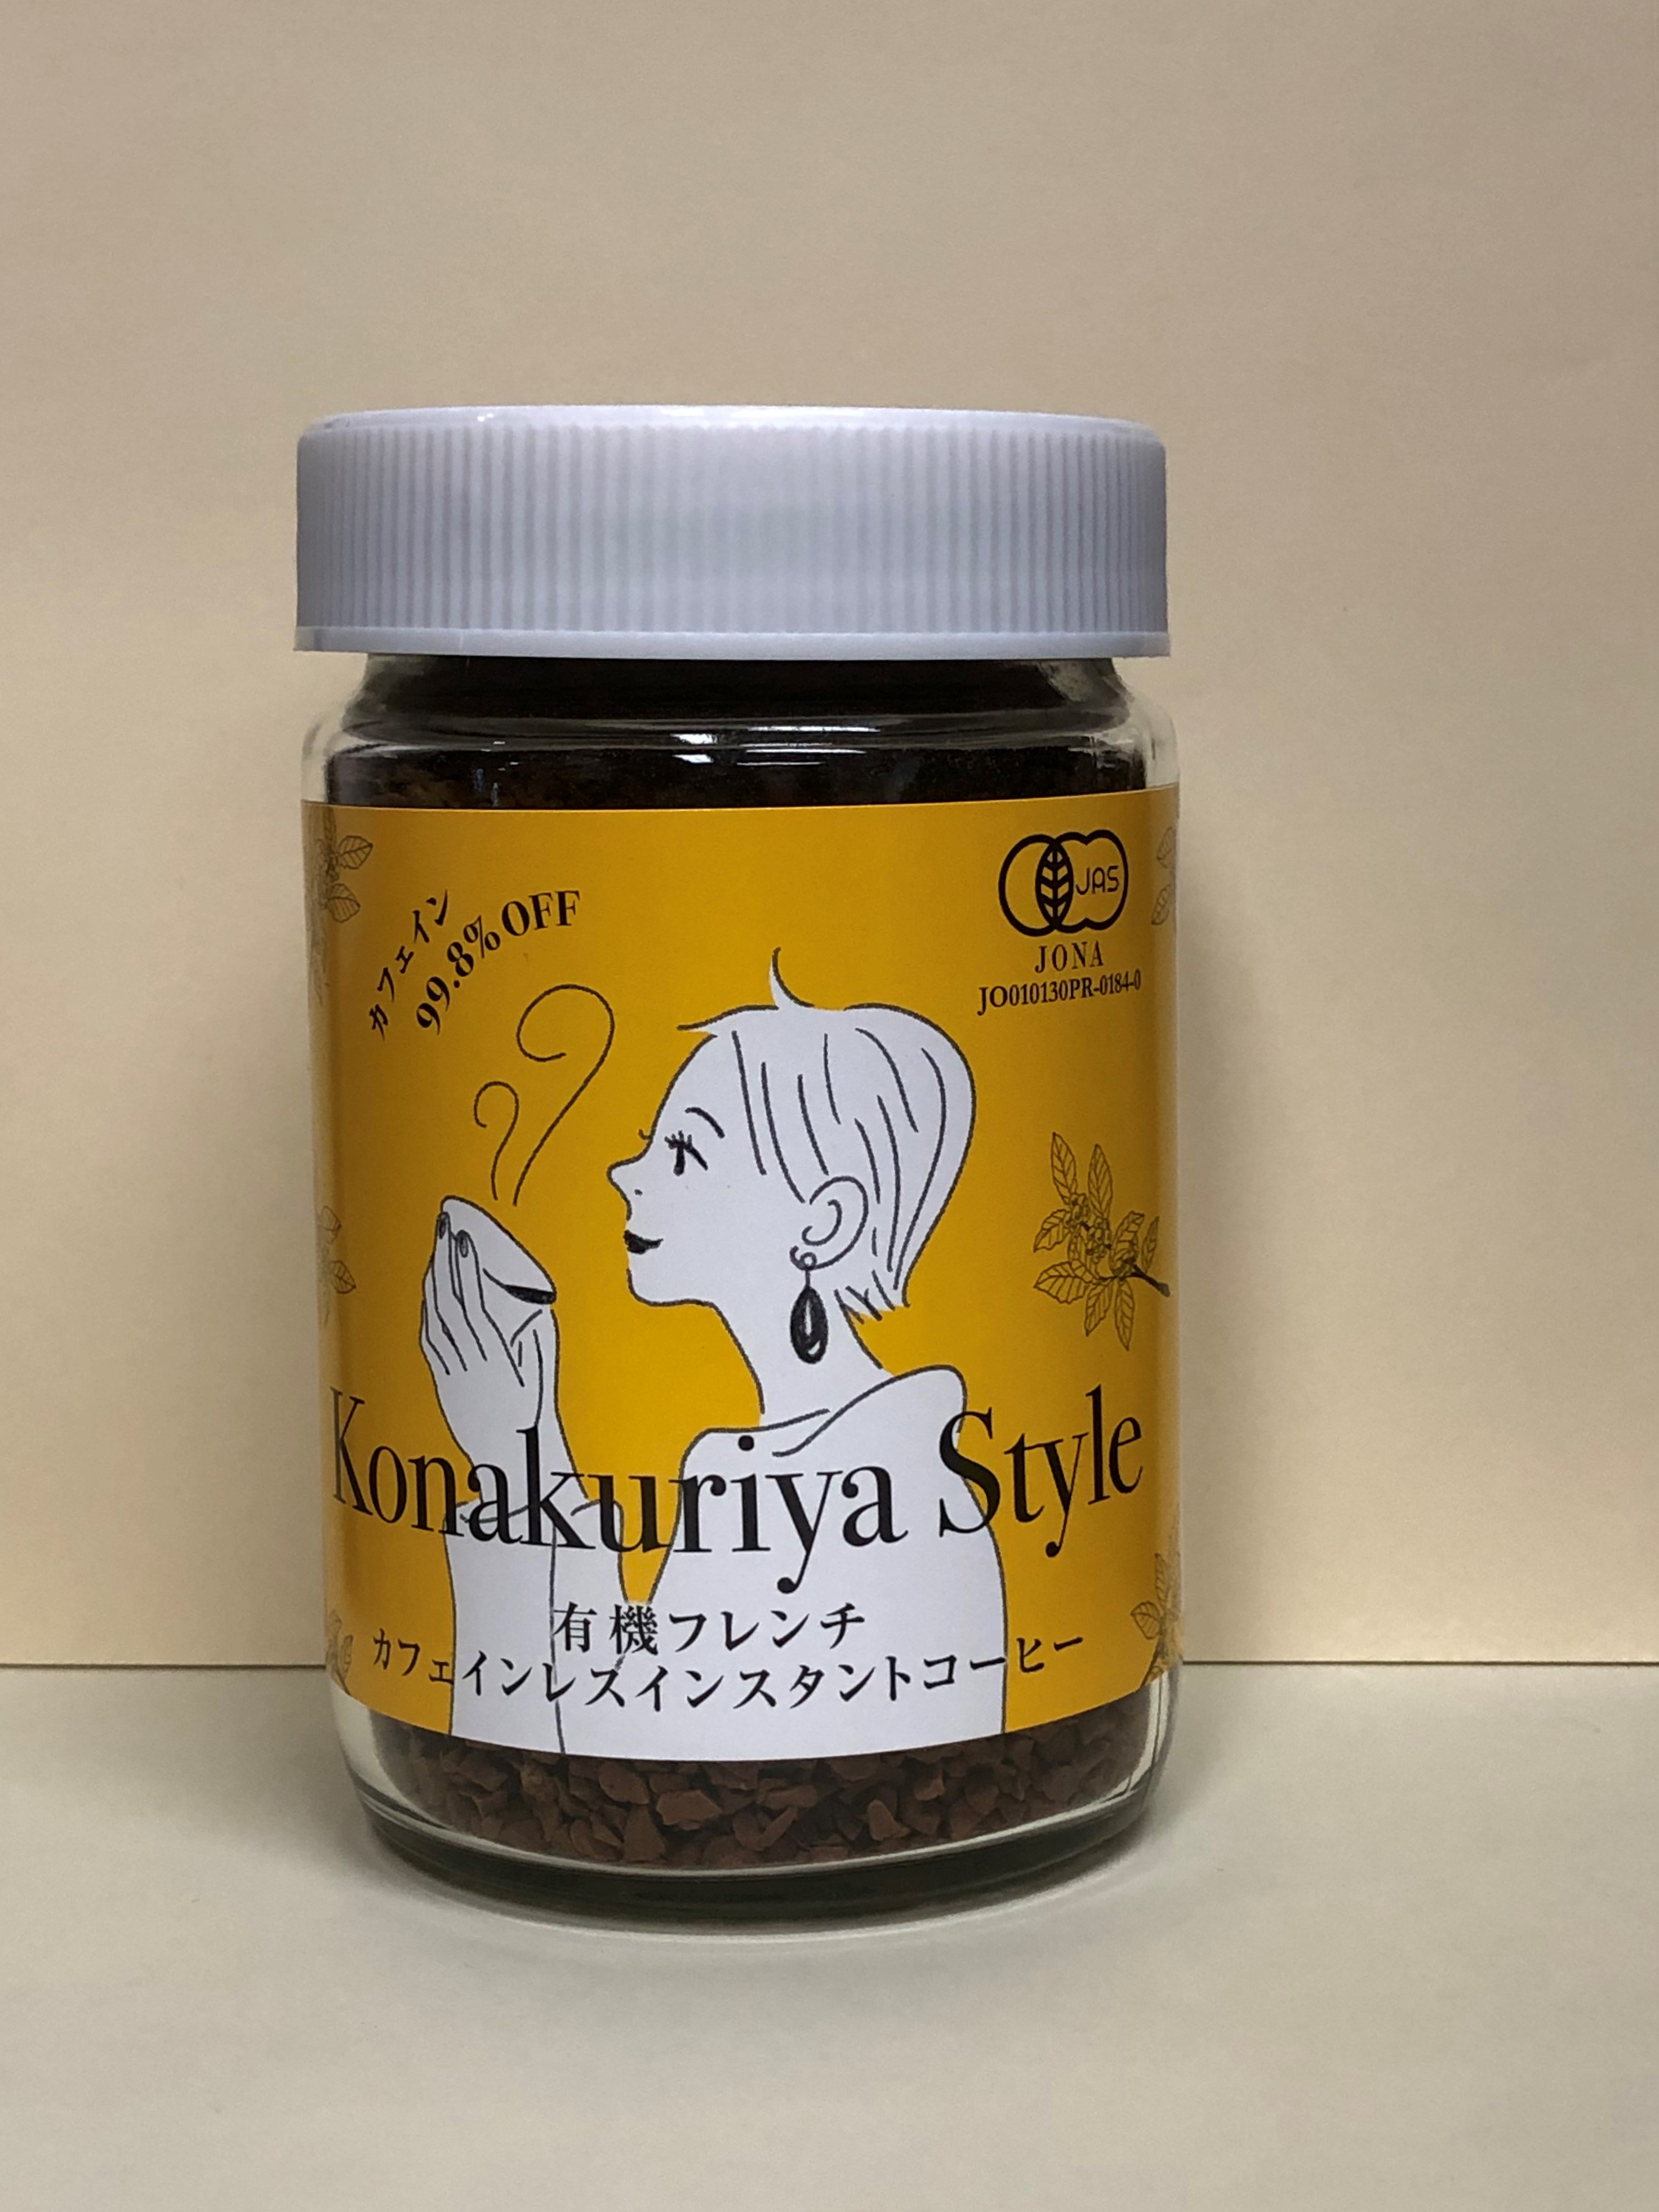 カフェイン
99.8%OFF
JAS
JONA
JO010130PR-0184-0
Konakuriya Style
有機フレンチ
カフェインレスインスタントコーヒー